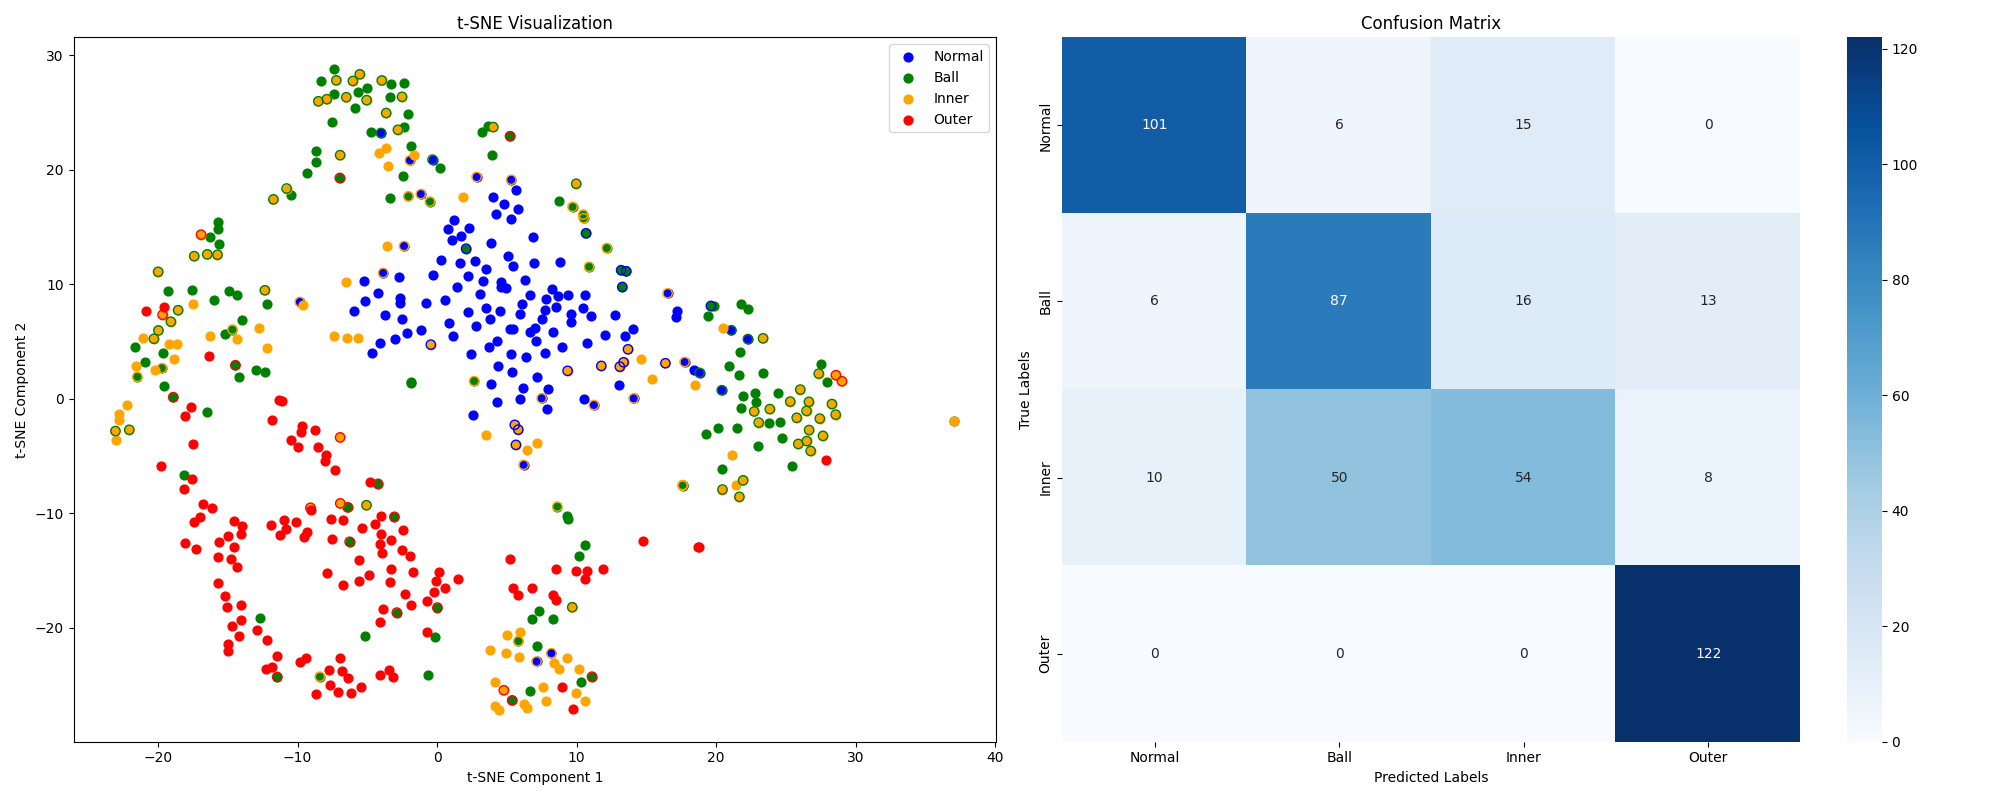 t-SNE Visualization
t-SNE Component 2
30
20
10
0
−10
−20
−20
−10
0
10
20
30
40
t-SNE Component 1
Normal
Ball
Inner
Outer
Confusion Matrix
True Labels
Normal
Ball
Inner
Outer
101 6 15 0
6 87 16 13
10 50 54 8
0 0 0 122
Normal Ball Inner Outer
Predicted Labels
120
100
80
60
40
20
0